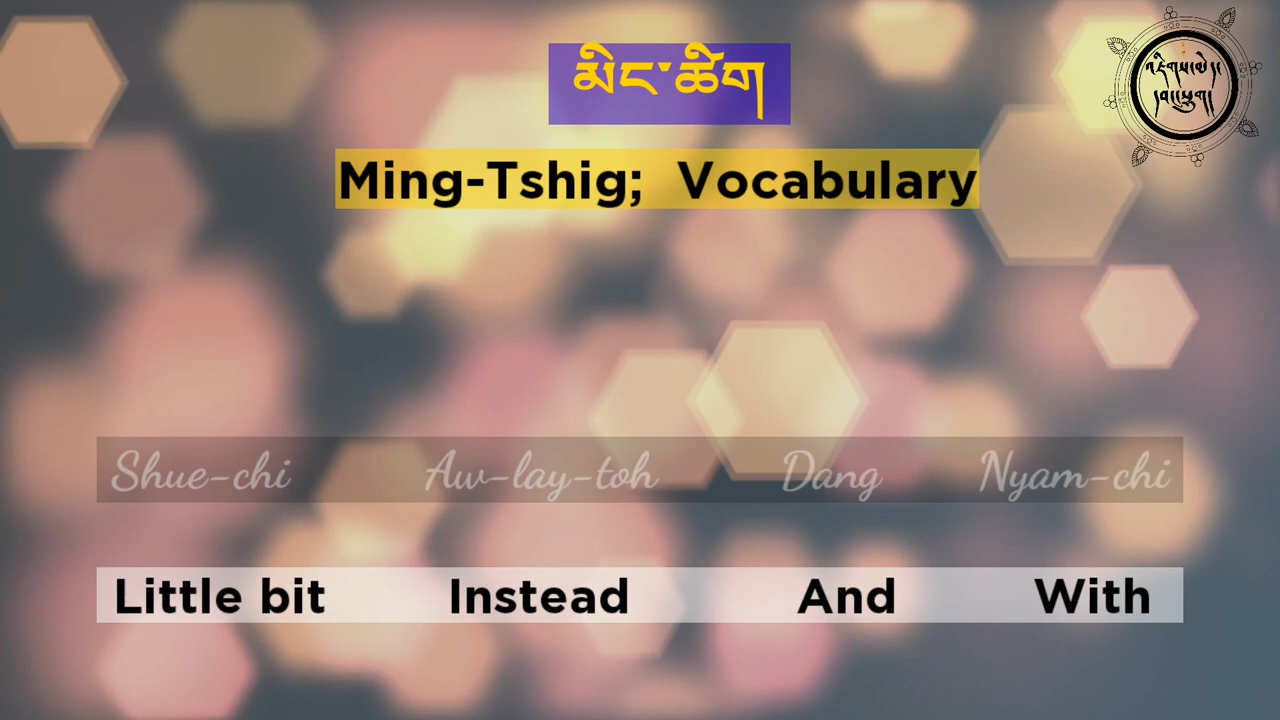 མིང་ཚིག
Ming-Tshig; Vocabulary
Shue-chi Aw-lay-toh Dang Nyam-chi
Little bit Instead And With